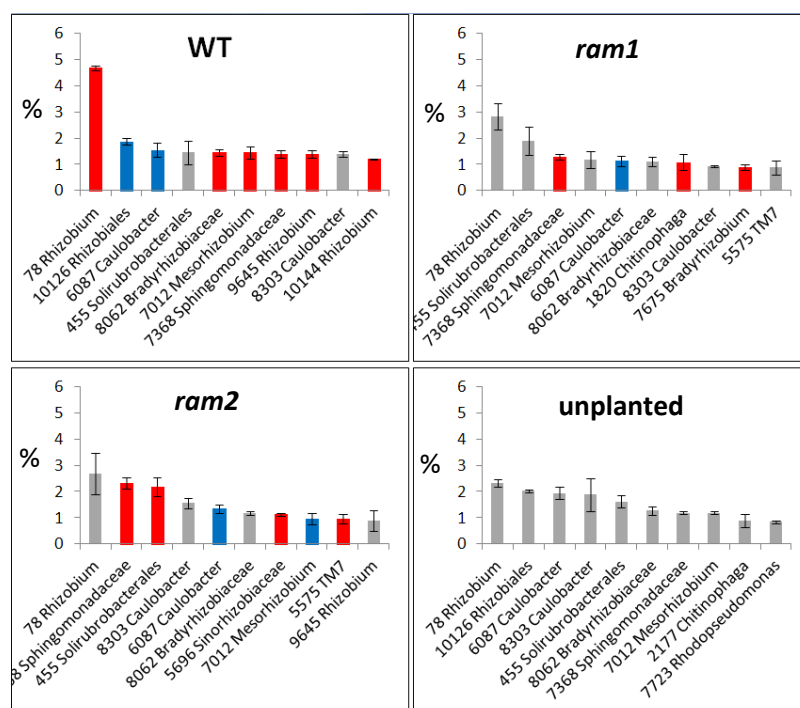 WT
6
5
4
3
2
1
0
%
78 Rhizobium
10126 Rhizobiales
6087 Caulobacter
455 Solirubrobacterales
8062 Bradyrhizobiaceae
7012 Mesorhizobium
7368 Sphingomonadaceae
9645 Rhizobium
8303 Caulobacter
10144 Rhizobium
ram1
6
5
4
3
2
1
0
%
78 Rhizobium
455 Solirubrobacterales
7368 Sphingomonadaceae
7012 Mesorhizobium
6087 Caulobacter
8062 Bradyrhizobiaceae
1820 Chitinophaga
8303 Caulobacter
7675 Bradyrhizobium
5575 TM7
ram2
6
5
4
3
2
1
0
%
78 Rhizobium
8 Sphingomonadaceae
455 Solirubrobacterales
8303 Caulobacter
6087 Caulobacter
8062 Bradyrhizobiaceae
5696 Sinorhizobiaceae
7012 Mesorhizobium
5575 TM7
9645 Rhizobium
unplanted
6
5
4
3
2
1
0
%
78 Rhizobium
10126 Rhizobiales
6087 Caulobacter
8303 Caulobacter
455 Solirubrobacterales
8062 Bradyrhizobiaceae
7368 Sphingomonadaceae
7012 Mesorhizobium
2177 Chitinophaga
7723 Rhodopseudomonas